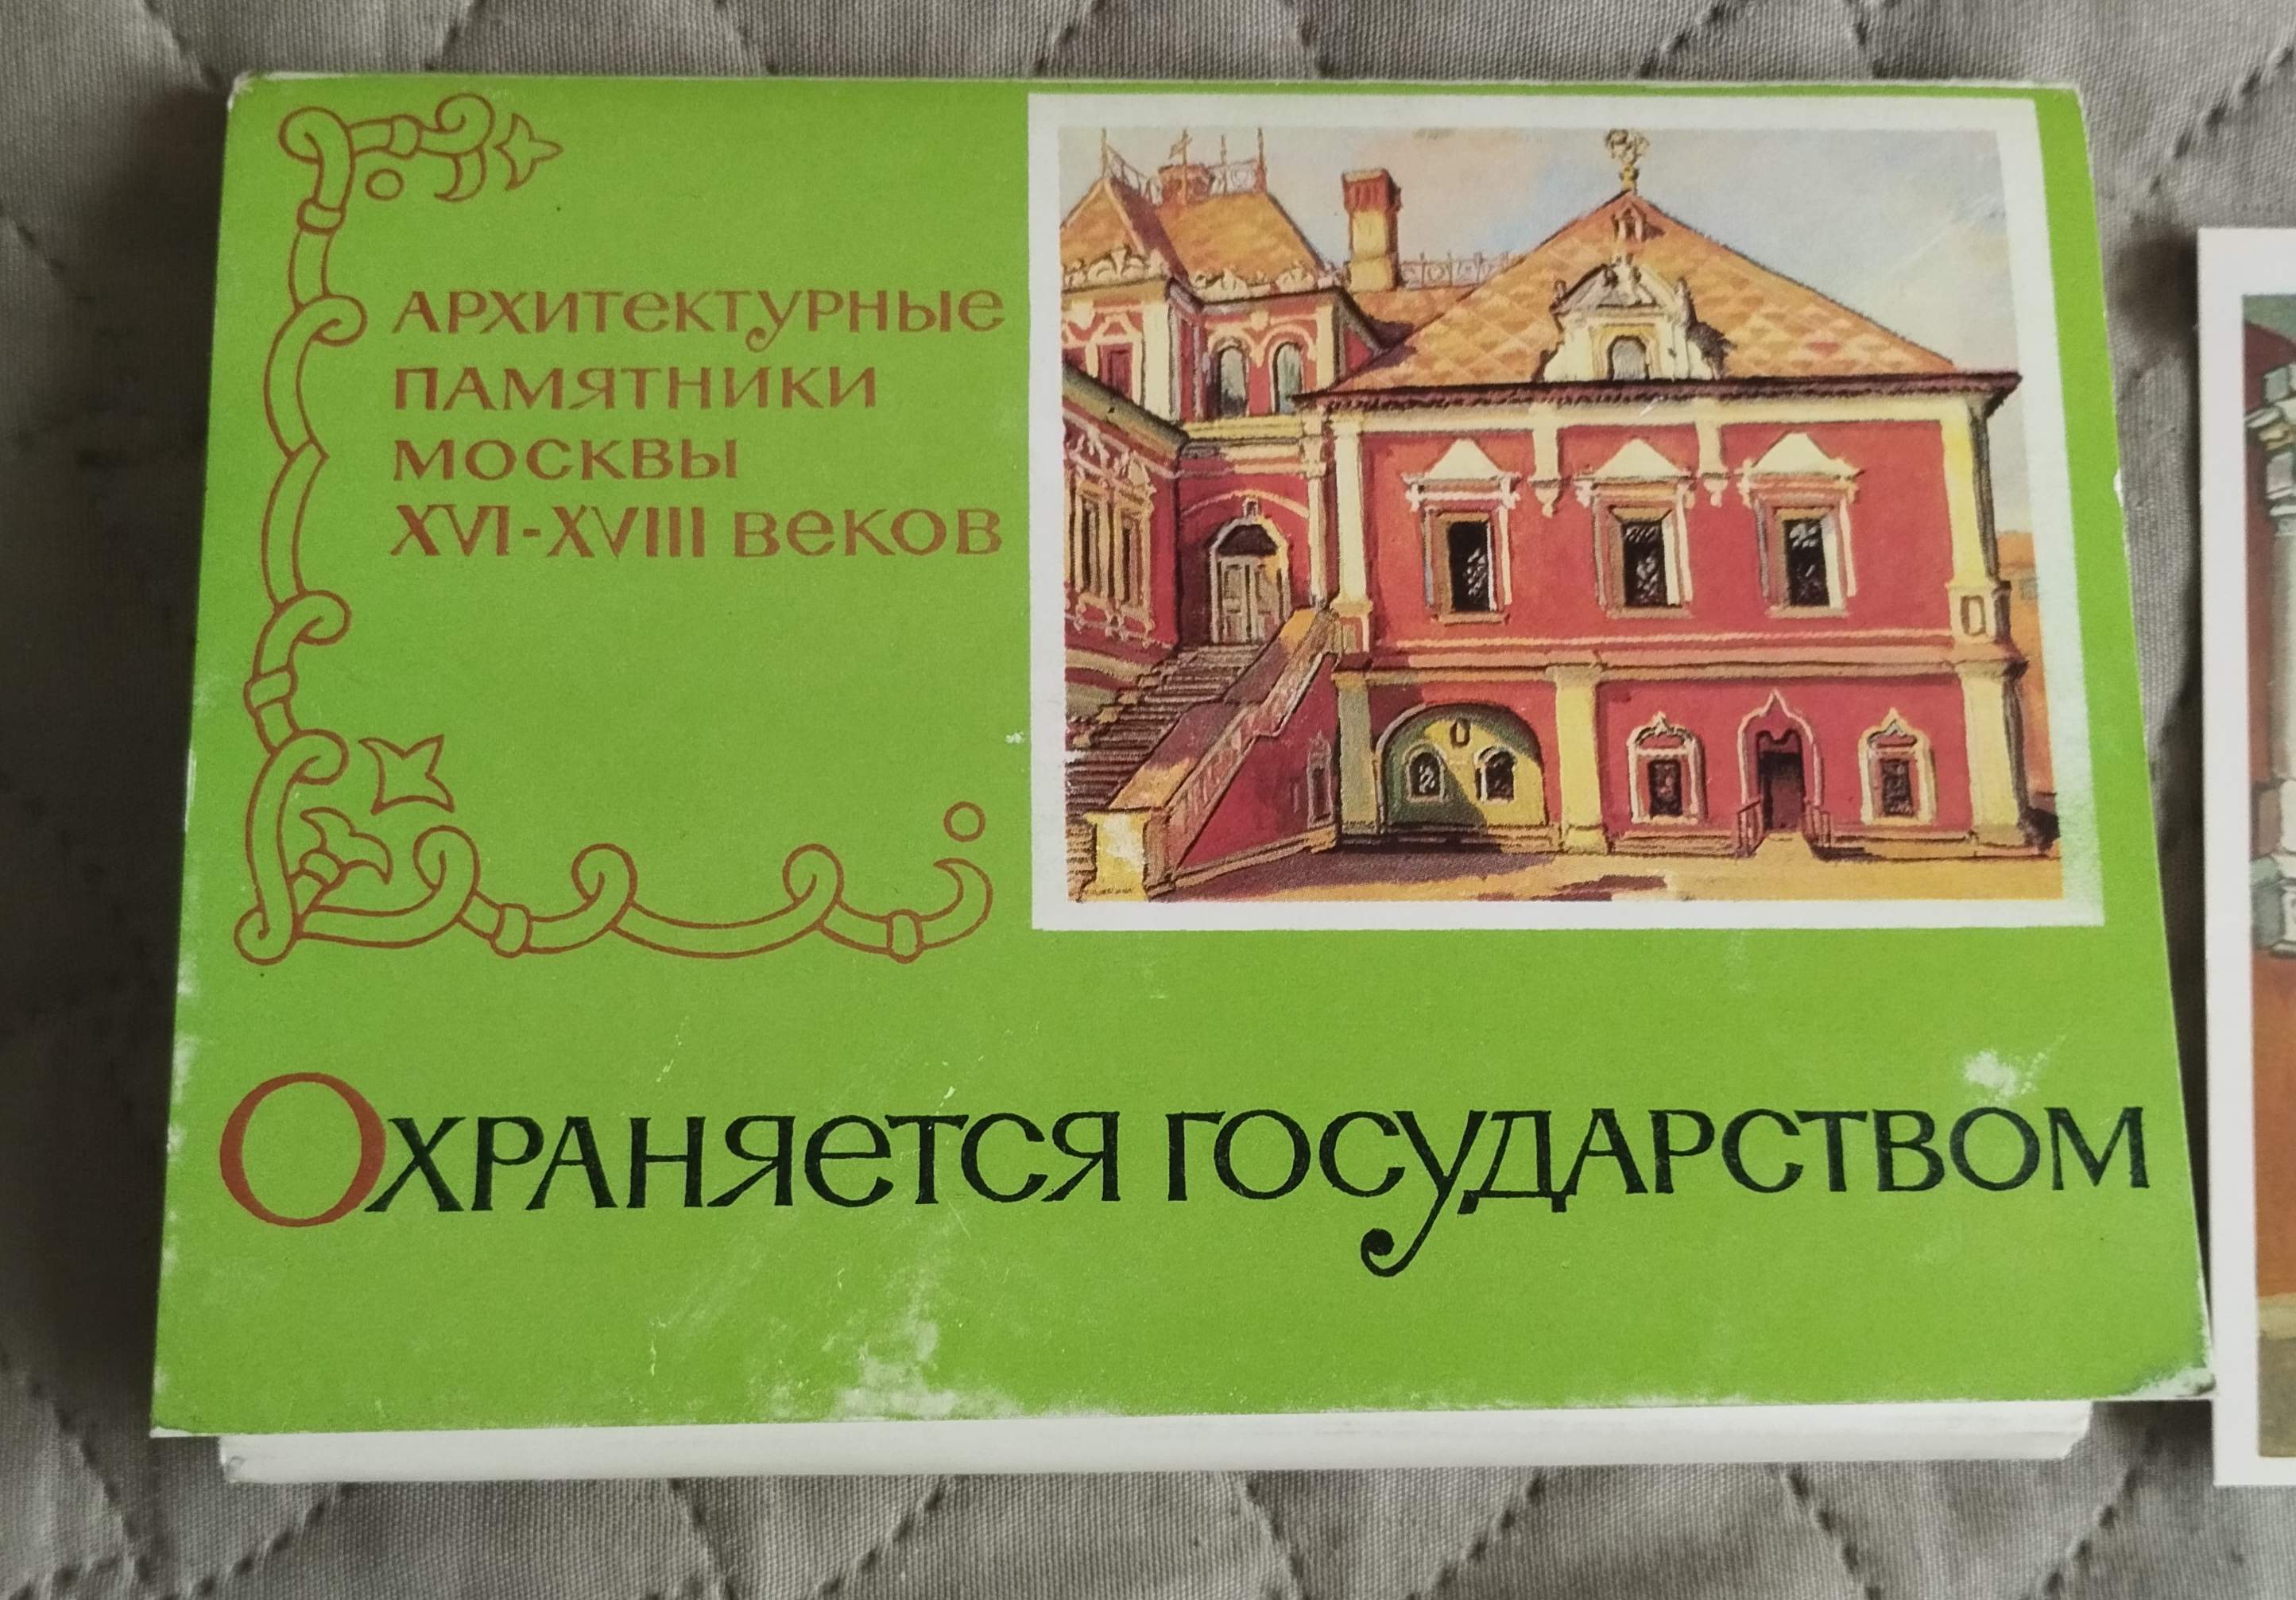 Архитектурные
памятники
Москвы
XVI-XVIII веков
Охраняется государством